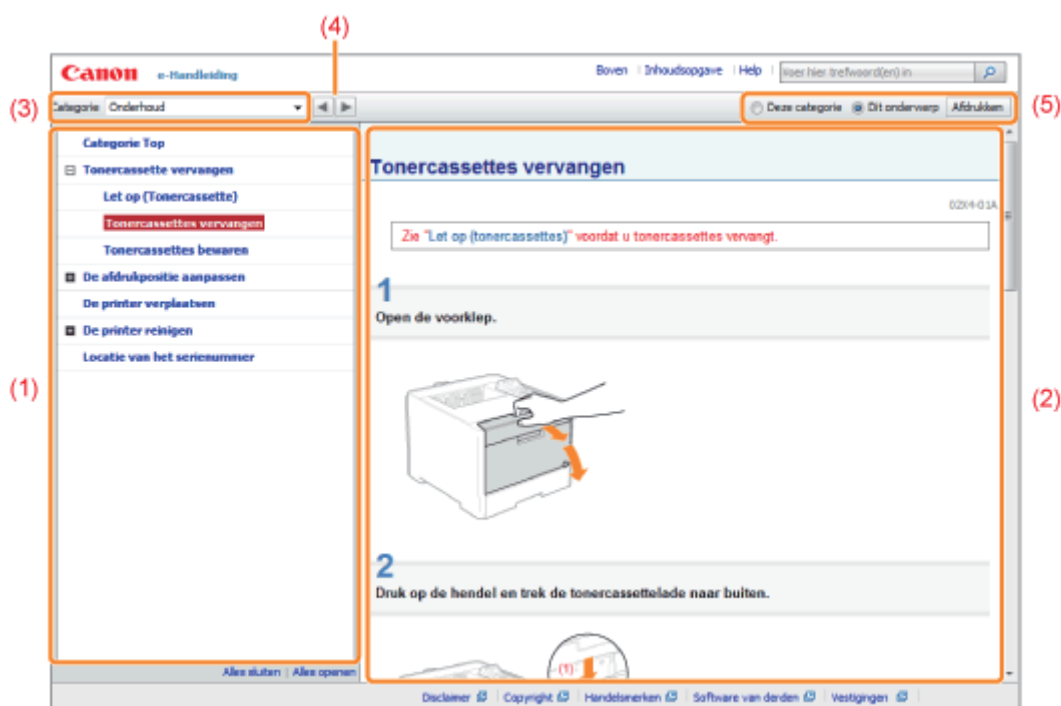 (4)
Canon e-Handleiding
Boven Inhoudsopgave Help Voer hier trefwoord(en) in
(3)
Categorie Onderhoud
Deze categorie Dit onderwerp Afdrukken
(5)
Categorie Top
Tonercassette vervangen
Let op (Tonercassette)
Tonercassettes vervangen
Tonercassettes bewaren
De afdrukpositie aanpassen
De printer verplaatsen
De printer reinigen
Locatie van het serienummer
(1)
Alles sluiten Alles openen
Tonercassettes vervangen
02X4-01A
Zie "Let op (tonercassettes)" voordat u tonercassettes vervangt.
1
Open de voorklep.
(2)
2
Druk op de hendel en trek de tonercassettelade naar buiten.
(1)
Disclaimer Copyright Handelsmerken Software van derden Vestigingen